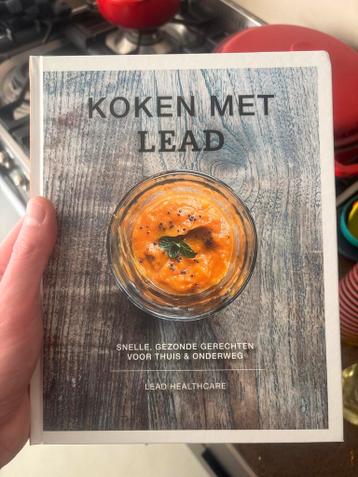 KOKEN MET
LEAD
SNELLE, GEZONDE GERECHTEN
VOOR THUIS & ONDERWEG
LEAD HEALTHCARE